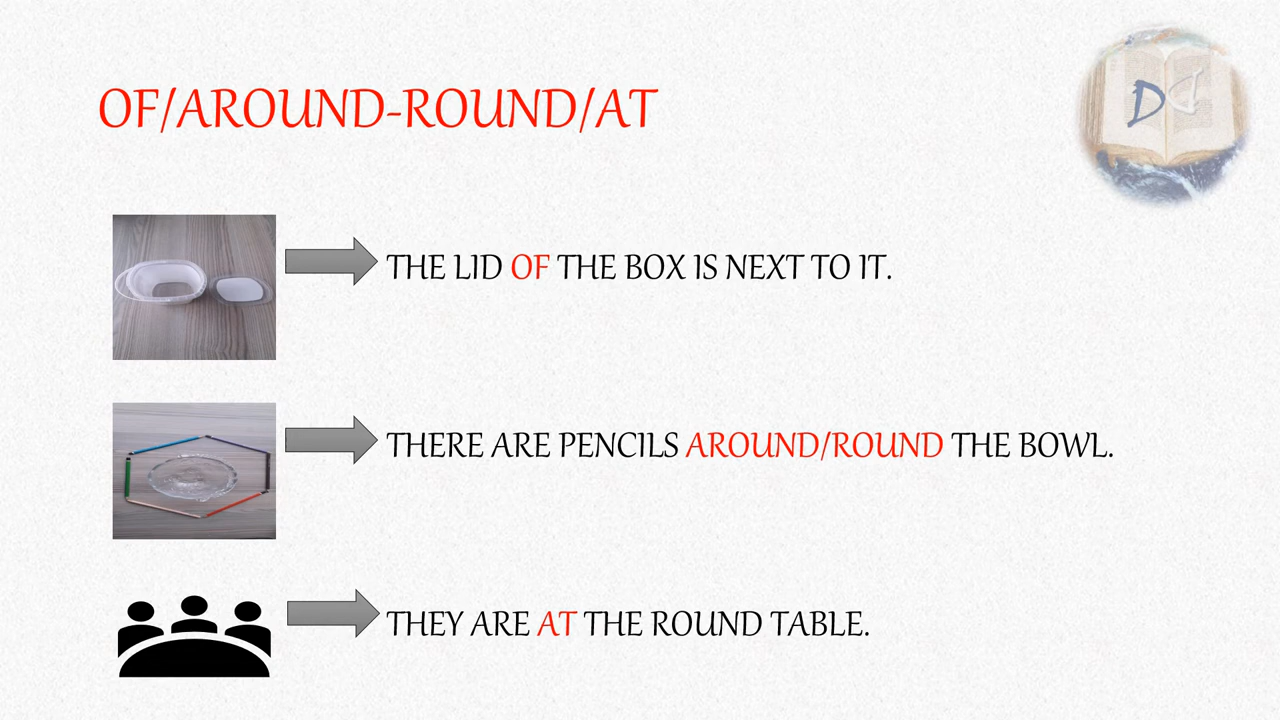 OF/AROUND-ROUND/AT
THE LID OF THE BOX IS NEXT TO IT.
THERE ARE PENCILS AROUND/ROUND THE BOWL.
THEY ARE AT THE ROUND TABLE.